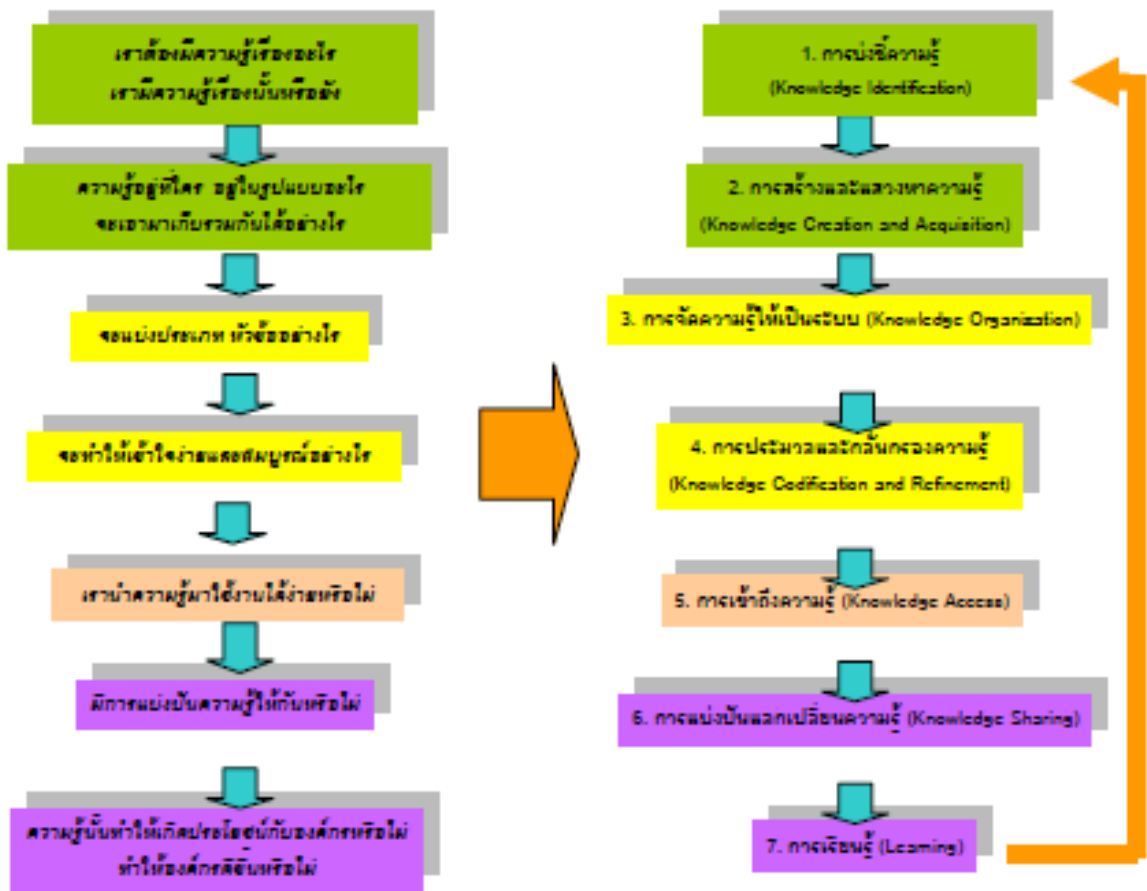 เราต้องมีความรู้เรื่องอะไร
เรามีความรู้เรื่องนั้นหรือยัง
ความรู้อยู่ที่ใคร อยู่ในรูปแบบอะไร
จะเอามาเก็บรวมกันได้อย่างไร
จะแบ่งประเภท หัวข้ออย่างไร
จะทำให้เข้าใจง่ายและสมบูรณ์อย่างไร
เรานำความรู้มาใช้งานได้ง่ายหรือไม่
มีการแบ่งปันความรู้ให้กันหรือไม่
ความรู้นั้นทำให้เกิดประโยชน์กับองค์กรหรือไม่
ทำให้องค์กรดีขึ้นหรือไม่
1. การบ่งชี้ความรู้
(Knowledge Identification)
2. การสร้างและแสวงหาความรู้
(Knowledge Creation and Acquisition)
3. การจัดความรู้ให้เป็นระบบ (Knowledge Organization)
4. การประมวลและกลั่นกรองความรู้
(Knowledge Codification and Refinement)
5. การเข้าถึงความรู้ (Knowledge Access)
6. การแบ่งปันแลกเปลี่ยนความรู้ (Knowledge Sharing)
7. การเรียนรู้ (Learning)